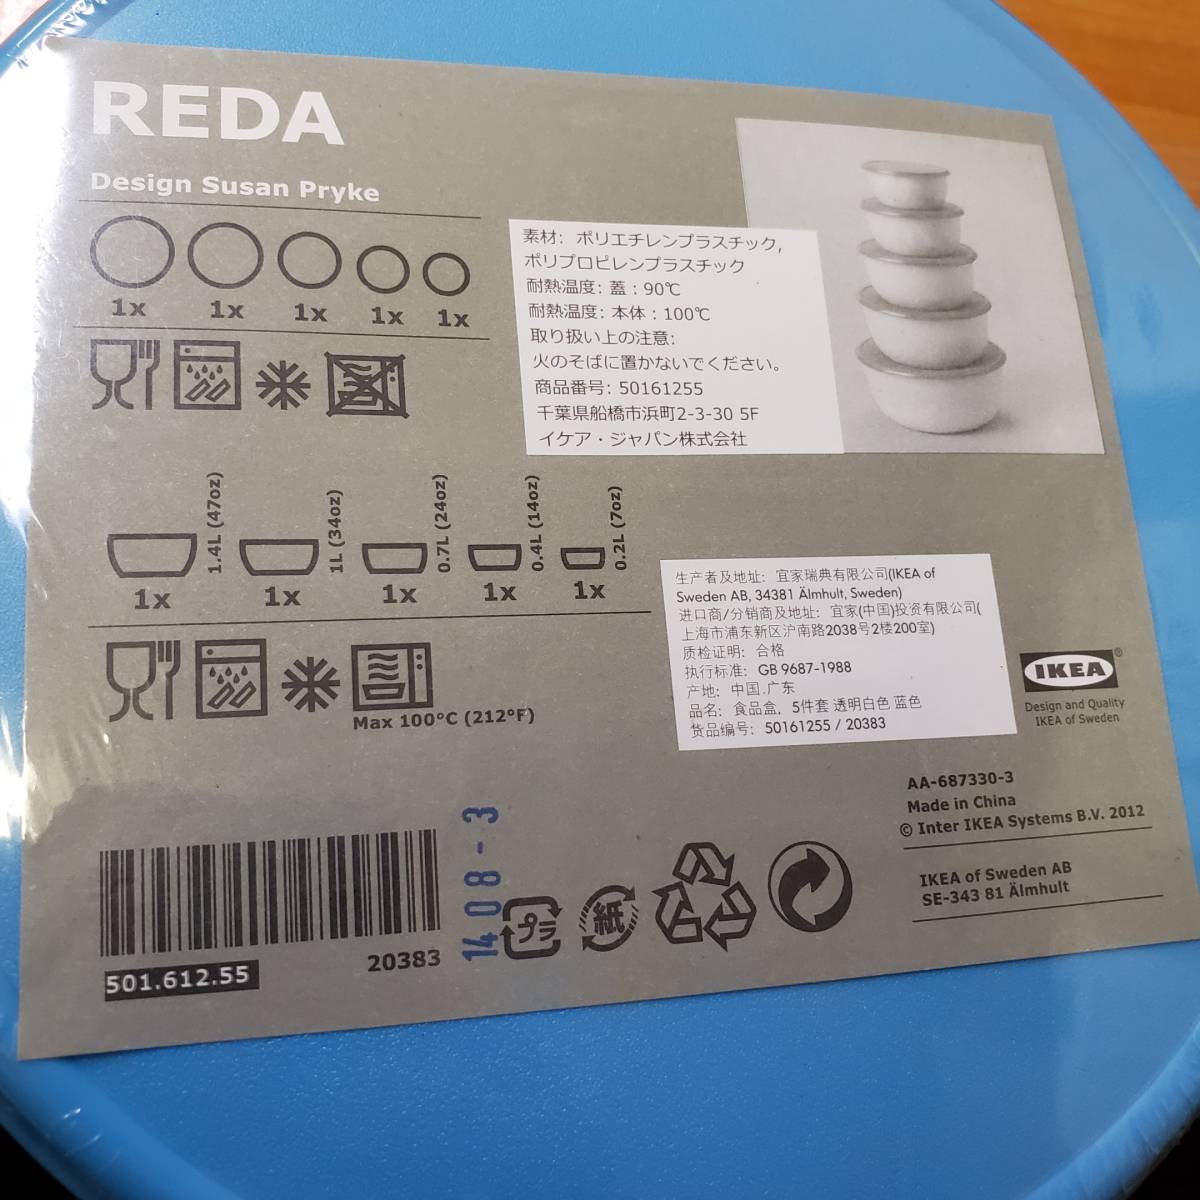 REDA
Design Susan Pryke
1x 1x 1x 1x 1x
素材: ポリエチレンプラスチック,
ポリプロピレンプラスチック
耐熱温度: 蓋 : 90℃
耐熱温度: 本体 : 100℃
取り扱い上の注意:
火のそばに置かないでください。
商品番号: 50161255
千葉県船橋市浜町2-3-30 5F
イケア・ジャパン株式会社
1.4L (47oz)
1L (34oz)
0.7L (24oz)
0.4L (14oz)
0.2L (7oz)
1x 1x 1x 1x 1x
Max 100°C (212°F)
生产者及地址: 宜家瑞典有限公司(IKEA of
Sweden AB, 34381 Älmhult, Sweden)
进口商/分销商及地址: 宜家(中国)投资有限公司(
上海市浦东新区沪南路2038号2楼200室)
质检证明: 合格
执行标准: GB 9687-1988
产地: 中国.广东
品名: 食品盒, 5件套 透明白色 蓝色
货品编号: 50161255 / 20383
IKEA®
Design and Quality
IKEA of Sweden
AA-687330-3
Made in China
© Inter IKEA Systems B.V. 2012
IKEA of Sweden AB
SE-343 81 Älmhult
1408-3
プラ
紙
501.612.55
20383